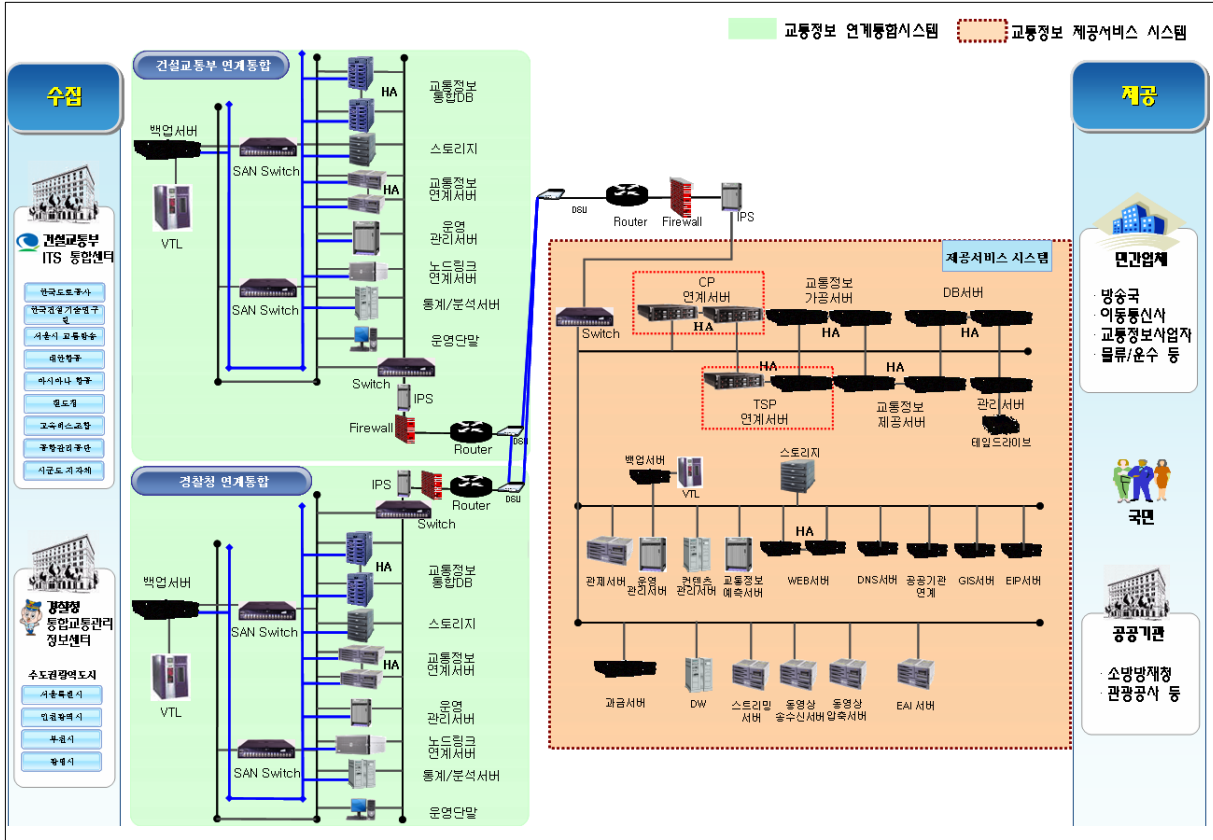 교통정보 연계통합시스템
교통정보 제공서비스 시스템
수집
건설교통부
ITS 통합센터
한국도로공사
한국건설기술연구원
서울시 교통방송
대한항공
아시아나 항공
철도청
고속버스조합
공항관리공단
시군도 지자체
경찰청
통합교통관리
정보센터
수도권광역도시
서울특별시
인천광역시
부천시
광명시
건설교통부 연계통합
백업서버
VTL
SAN Switch
SAN Switch
HA
교통정보
통합DB
스토리지
HA
교통정보
연계서버
운영
관리서버
노드링크
연계서버
통계/분석서버
운영단말
Switch
IPS
Firewall
Router
DSU
경찰청 연계통합
IPS
Router
DSU
Switch
백업서버
VTL
SAN Switch
SAN Switch
HA
교통정보
통합DB
스토리지
교통정보
연계서버
HA
운영
관리서버
노드링크
연계서버
통계/분석서버
운영단말
DSU
Router
Firewall
IPS
제공서비스 시스템
Switch
CP
연계서버
HA
교통정보
가공서버
HA
DB서버
HA
HA
TSP
연계서버
HA
교통정보
제공서버
관리서버
테잎드라이브
백업서버
VTL
스토리지
관제서버
운영
관리서버
컨텐츠
관리서버
교통정보
예측서버
HA
WEB서버
DNS서버
공공기관
연계
GIS서버
EIP서버
과금서버
DW
스트리밍
서버
동영상
송수신서버
동영상
압축서버
EAI 서버
제공
민간업체
· 방송국
· 이동통신사
· 교통정보사업자
· 물류/운수 등
국민
공공기관
· 소방방재청
· 관광공사 등